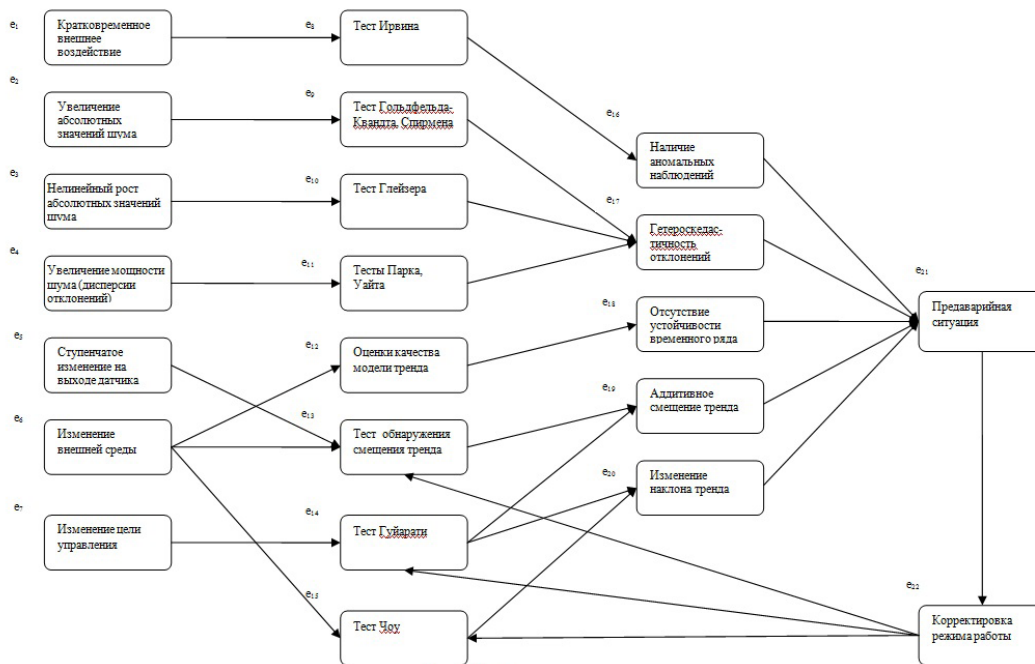 e₁
Кратковременное
внешнее
воздействие
e₂
Увеличение
абсолютных
значений шума
e₃
Нелинейный рост
абсолютных значений
шума
e₄
Увеличение мощности
шума (дисперсии
отклонений)
e₅
Ступенчатое
изменение на
выходе датчика
e₆
Изменение
внешней среды
e₇
Изменение цели
управления
e₈
Тест Ирвина
e₉
Тест Гольдфельда-
Квандта, Спирмена
e₁₀
Тест Глейзера
e₁₁
Тесты Парка,
Уайта
e₁₂
Оценки качества
модели тренда
e₁₃
Тест обнаружения
смещения тренда
e₁₄
Тест Гуйарати
e₁₅
Тест Чоу
e₁₆
Наличие
аномальных
наблюдений
e₁₇
Гетероскедас-
тичность
отклонений
e₁₈
Отсутствие
устойчивости
временного ряда
e₁₉
Аддитивное
смещение тренда
e₂₀
Изменение
наклона тренда
e₂₁
Предаварийная
ситуация
e₂₂
Корректировка
режима работы